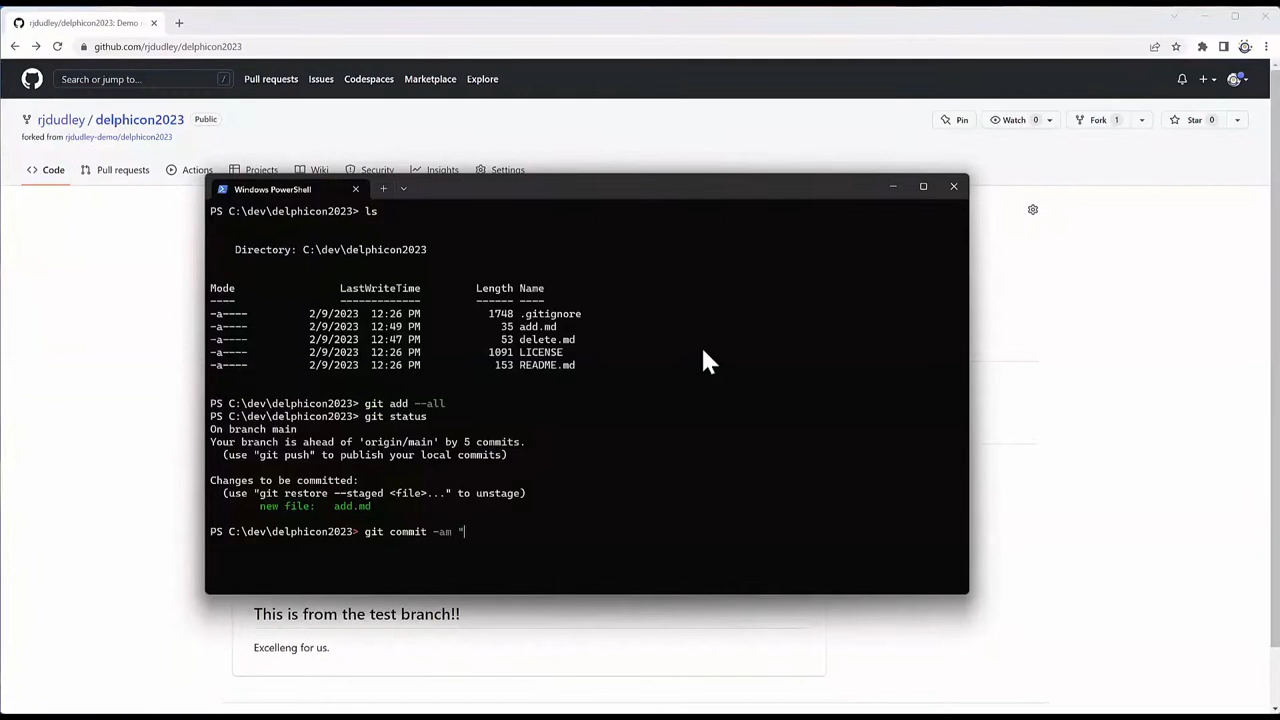 rjdudley/delphicon2023: Demo
github.com/rjdudley/delphicon2023
Search or jump to... /
Pull requests Issues Codespaces Marketplace Explore
rjdudley / delphicon2023 Public
forked from rjdudley-demo/delphicon2023
Pin Watch 0 Fork 1 Star 0
Code Pull requests Actions Projects Wiki Security Insights Settings
Windows PowerShell
PS C:\dev\delphicon2023> ls
Directory: C:\dev\delphicon2023
Mode LastWriteTime Length Name
---- ------------- ------ ----
-a---- 2/9/2023 12:26 PM 1748 .gitignore
-a---- 2/9/2023 12:49 PM 35 add.md
-a---- 2/9/2023 12:47 PM 53 delete.md
-a---- 2/9/2023 12:26 PM 1091 LICENSE
-a---- 2/9/2023 12:26 PM 153 README.md
PS C:\dev\delphicon2023> git add --all
PS C:\dev\delphicon2023> git status
On branch main
Your branch is ahead of 'origin/main' by 5 commits.
(use "git push" to publish your local commits)
Changes to be committed:
(use "git restore --staged <file>..." to unstage)
new file: add.md
PS C:\dev\delphicon2023> git commit -am "
This is from the test branch!!
Excelleng for us.